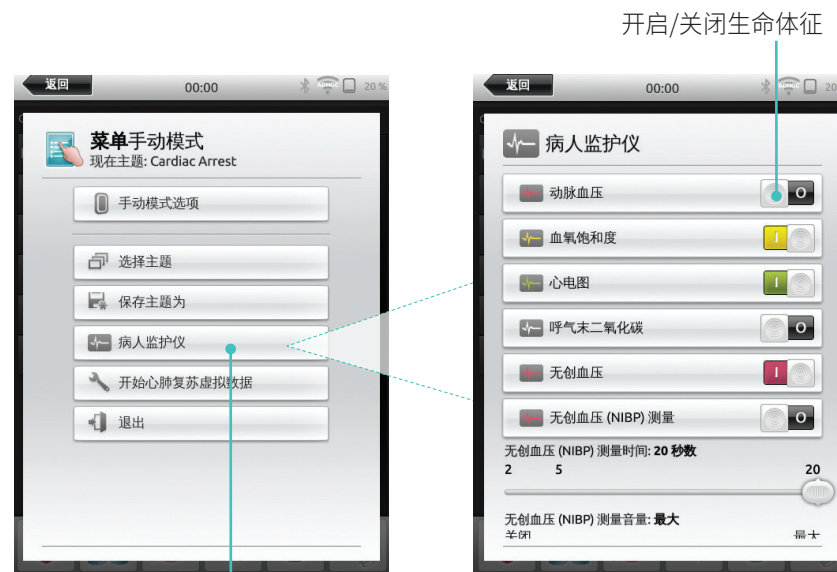 开启/关闭生命体征
返回
00:00
20 %
菜单手动模式
现在主题: Cardiac Arrest
手动模式选项
选择主题
保存主题为
病人监护仪
开始心肺复苏虚拟数据
退出
返回
00:00
20
病人监护仪
动脉血压 O
血氧饱和度 I
心电图 I
呼气末二氧化碳 O
无创血压 I
无创血压 (NIBP) 测量 O
无创血压 (NIBP) 测量时间: 20 秒数
2 5 20
无创血压 (NIBP) 测量音量: 最大
关闭 最大